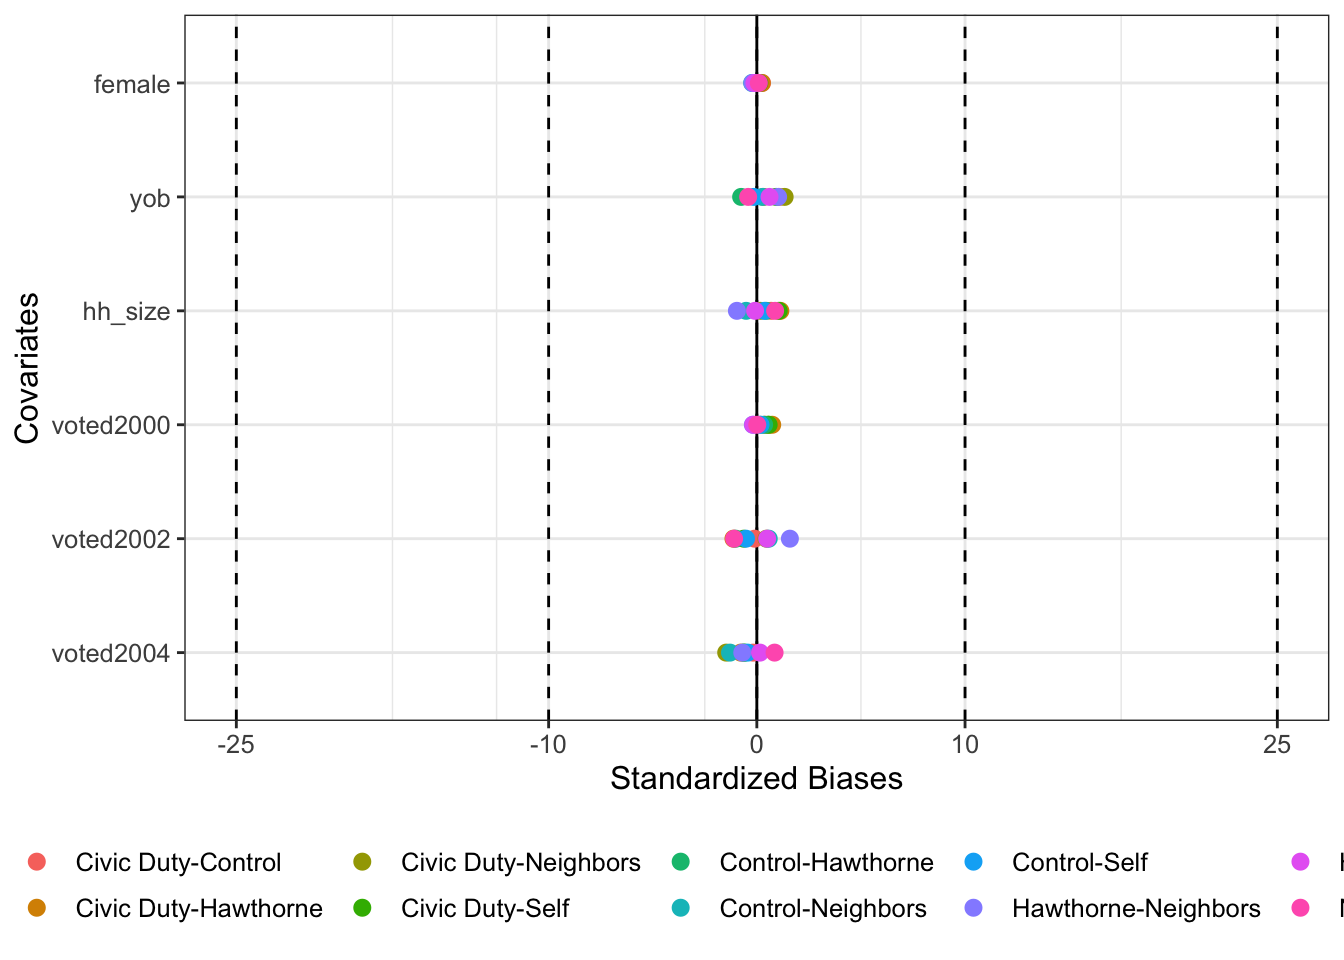 female
yob
hh_size
voted2000
voted2002
voted2004
Covariates
-25 -10 0 10 25
Standardized Biases
Civic Duty-Control Civic Duty-Neighbors Control-Hawthorne Control-Self
Civic Duty-Hawthorne Civic Duty-Self Control-Neighbors Hawthorne-Neighbors